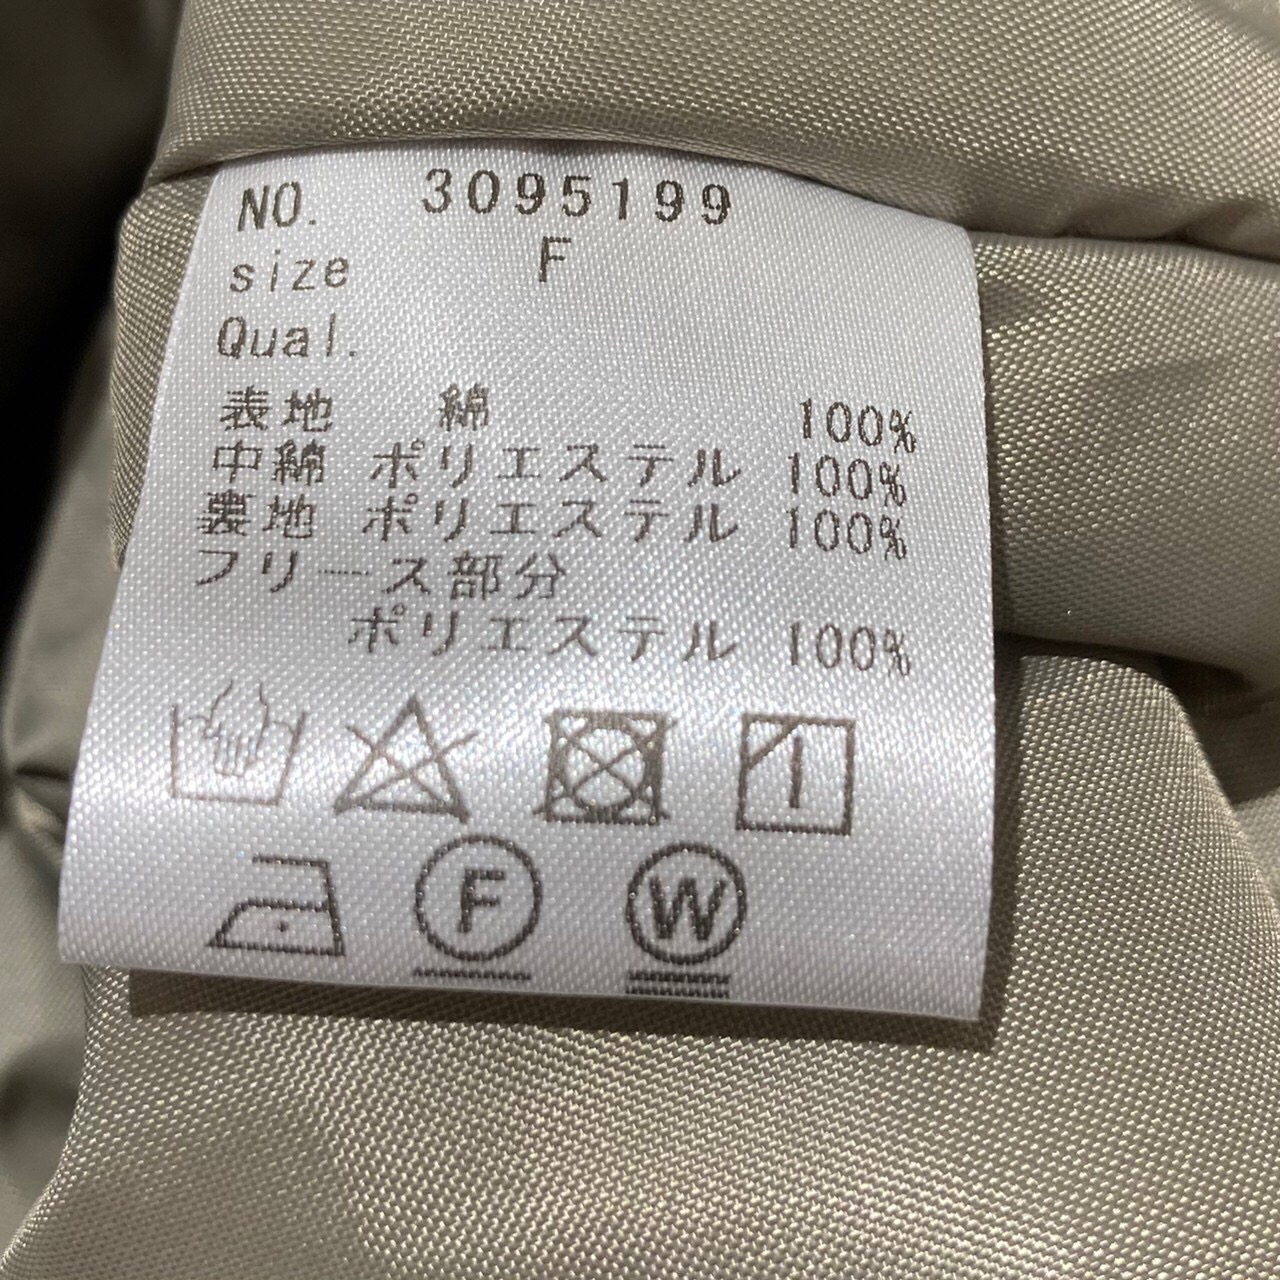 NO. 3095199
size F
Qual.
表地 綿 100%
中綿 ポリエステル 100%
裏地 ポリエステル 100%
フリース部分
ポリエステル 100%
F W